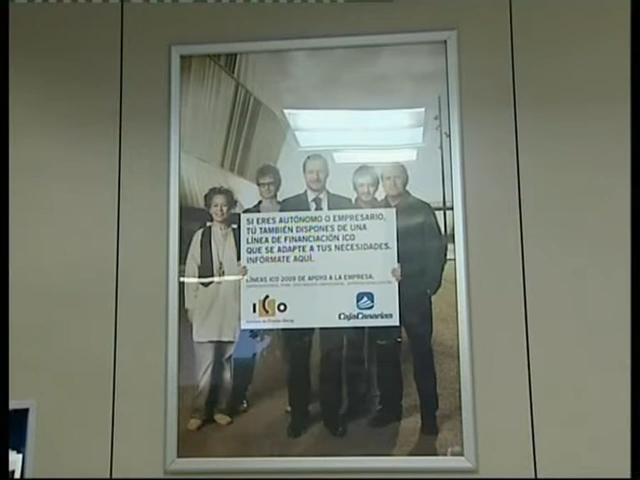 SI ERES AUTÓNOMO O EMPRESARIO,
TÚ TAMBIÉN DISPONES DE UNA
LÍNEA DE FINANCIACIÓN ICO
QUE SE ADAPTE A TUS NECESIDADES.
INFÓRMATE AQUÍ.
LÍNEAS ICO 2009 DE APOYO A LA EMPRESA.
ICO
CajaCanarias